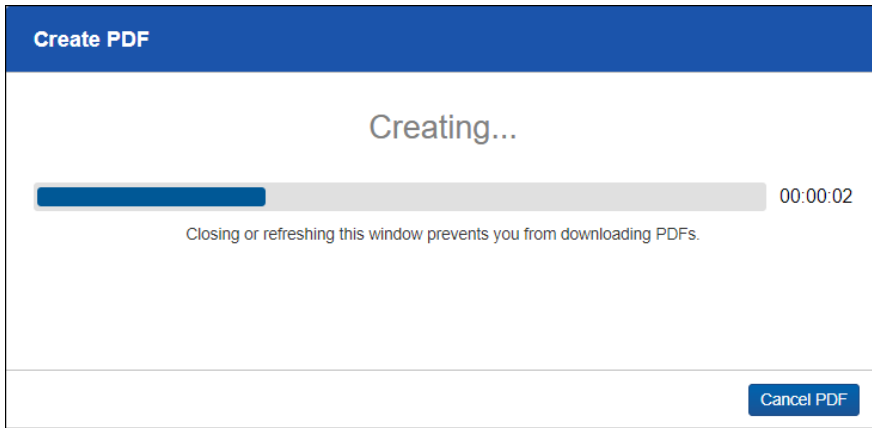 Create PDF
Creating...
00:00:02
Closing or refreshing this window prevents you from downloading PDFs.
Cancel PDF